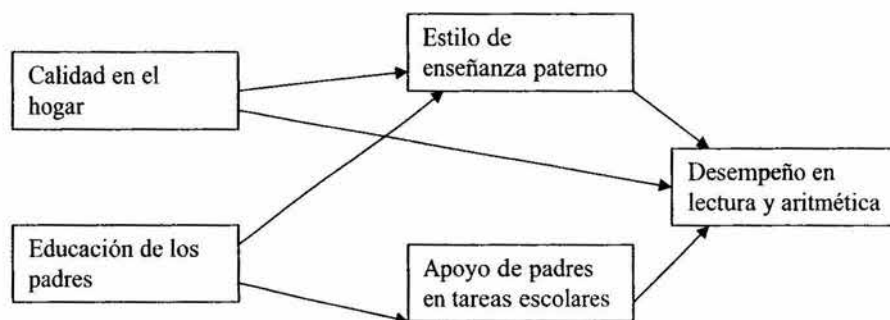 Estilo de
enseñanza paterno
Calidad en el
hogar
Desempeño en
lectura y aritmética
Educación de los
padres
Apoyo de padres
en tareas escolares